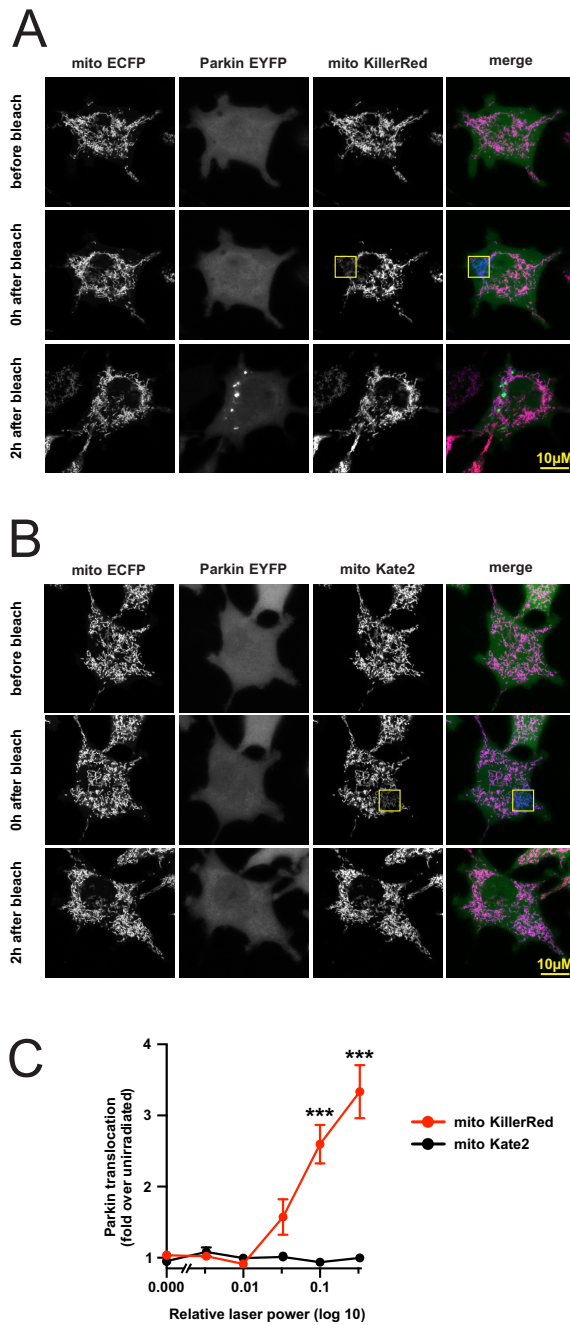 A
mito ECFP Parkin EYFP mito KillerRed merge
before bleach
0h after bleach
2h after bleach
10µM
B
mito ECFP Parkin EYFP mito Kate2 merge
before bleach
0h after bleach
2h after bleach
10µM
C
Parkin translocation
(fold over unirradiated)
4
3
2
1
***
***
mito KillerRed
mito Kate2
0.000 0.01 0.1
Relative laser power (log 10)